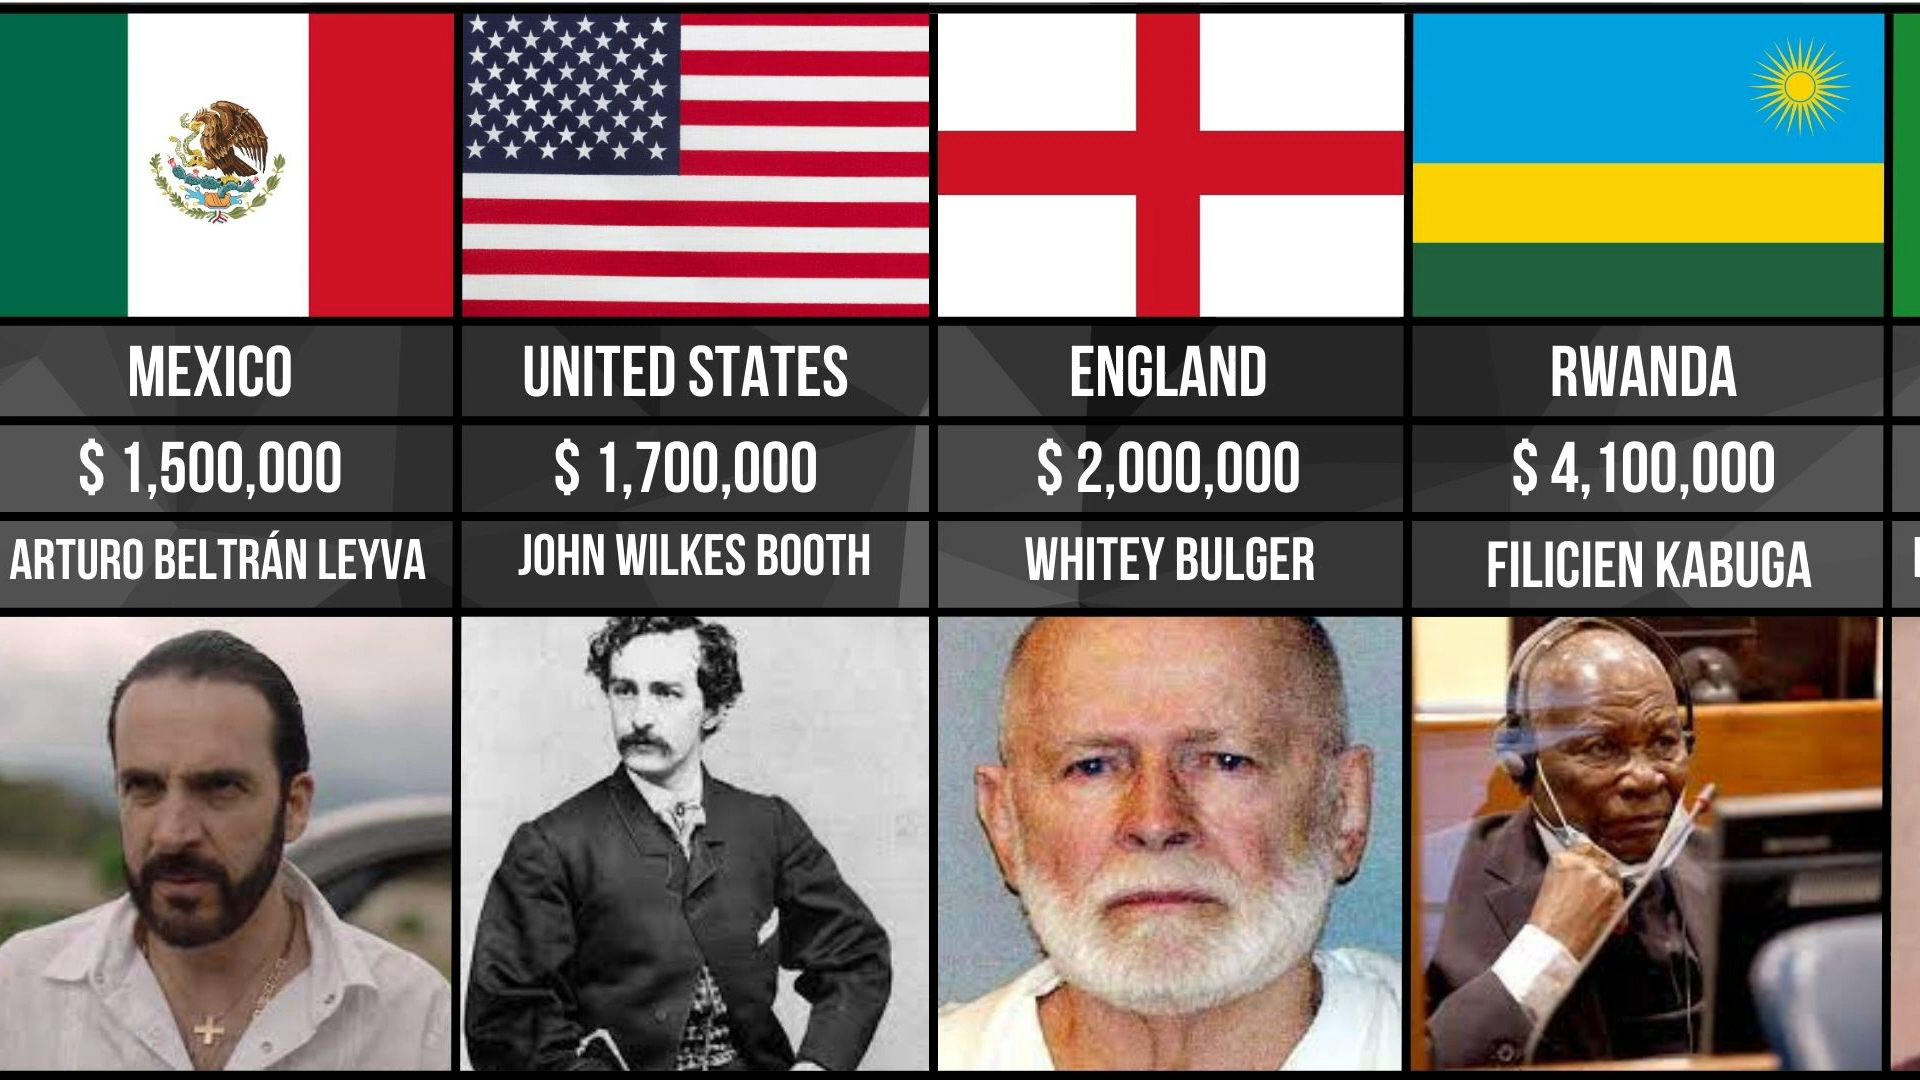 MEXICO
UNITED STATES
ENGLAND
RWANDA
$ 1,500,000
$ 1,700,000
$ 2,000,000
$ 4,100,000
ARTURO BELTRÁN LEYVA
JOHN WILKES BOOTH
WHITEY BULGER
FILICIEN KABUGA